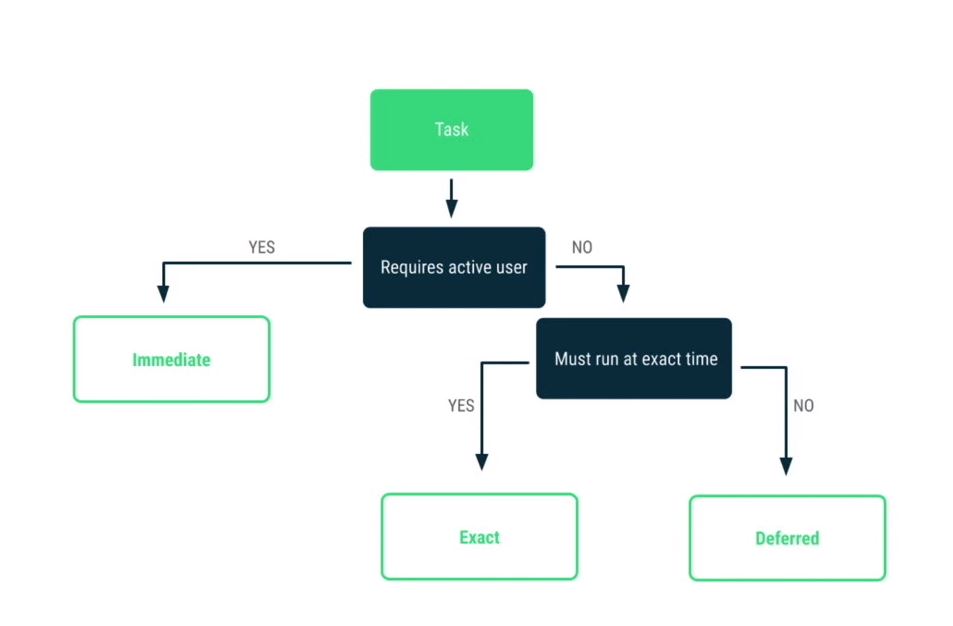 Task
YES
Requires active user
NO
Immediate
Must run at exact time
YES
NO
Exact
Deferred